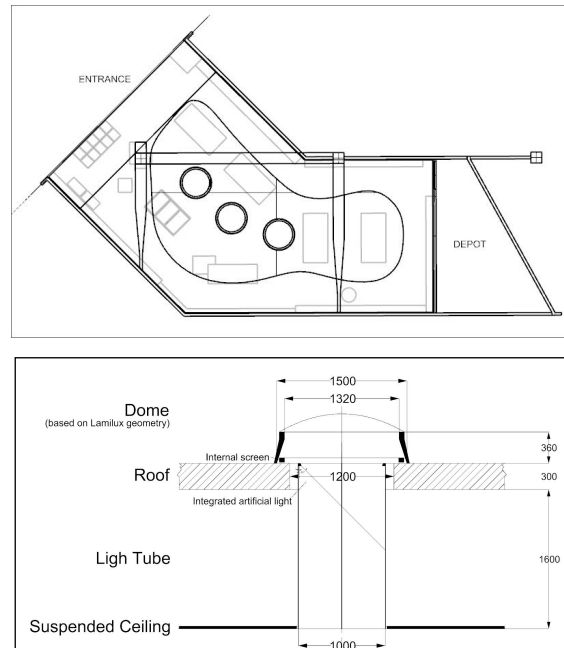 ENTRANCE
DEPOT
1500
1320
Dome
(based on Lamilux geometry)
360
Internal screen
Roof
1200
300
Integrated artificial light
Ligh Tube
1600
Suspended Ceiling
1000